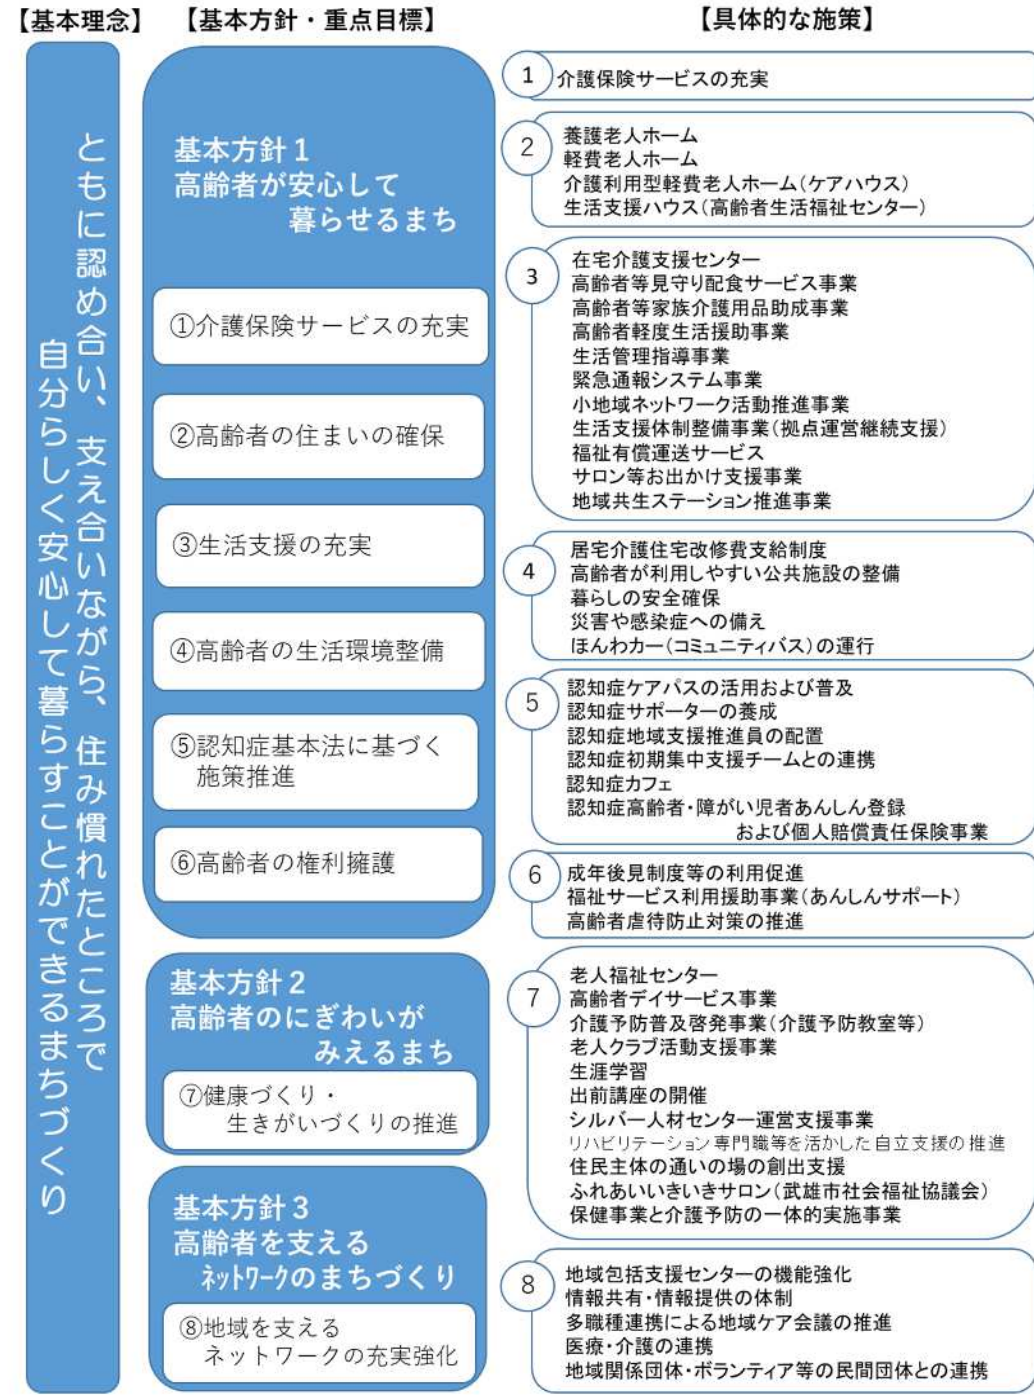 【基本理念】
【基本方針・重点目標】
【具体的な施策】
ともに認め合い、支え合いながら、住み慣れたところで
自分らしく安心して暮らすことができるまちづくり
基本方針１
高齢者が安心して
暮らせるまち
①介護保険サービスの充実
②高齢者の住まいの確保
③生活支援の充実
④高齢者の生活環境整備
⑤認知症基本法に基づく
施策推進
⑥高齢者の権利擁護
基本方針２
高齢者のにぎわいが
みえるまち
⑦健康づくり・
生きがいづくりの推進
基本方針３
高齢者を支える
ネットワークのまちづくり
⑧地域を支える
ネットワークの充実強化
1
介護保険サービスの充実
2
養護老人ホーム
軽費老人ホーム
介護利用型軽費老人ホーム(ケアハウス)
生活支援ハウス(高齢者生活福祉センター)
3
在宅介護支援センター
高齢者等見守り配食サービス事業
高齢者等家族介護用品助成事業
高齢者軽度生活援助事業
生活管理指導事業
緊急通報システム事業
小地域ネットワーク活動推進事業
生活支援体制整備事業(拠点運営継続支援)
福祉有償運送サービス
サロン等お出かけ支援事業
地域共生ステーション推進事業
4
居宅介護住宅改修費支給制度
高齢者が利用しやすい公共施設の整備
暮らしの安全確保
災害や感染症への備え
ほんわカー(コミュニティバス)の運行
5
認知症ケアパスの活用および普及
認知症サポーターの養成
認知症地域支援推進員の配置
認知症初期集中支援チームとの連携
認知症カフェ
認知症高齢者・障がい児者あんしん登録
および個人賠償責任保険事業
6
成年後見制度等の利用促進
福祉サービス利用援助事業(あんしんサポート)
高齢者虐待防止対策の推進
7
老人福祉センター
高齢者デイサービス事業
介護予防普及啓発事業(介護予防教室等)
老人クラブ活動支援事業
生涯学習
出前講座の開催
シルバー人材センター運営支援事業
リハビリテーション専門職等を活かした自立支援の推進
住民主体の通いの場の創出支援
ふれあいいきいきサロン(武雄市社会福祉協議会)
保健事業と介護予防の一体的実施事業
8
地域包括支援センターの機能強化
情報共有・情報提供の体制
多職種連携による地域ケア会議の推進
医療・介護の連携
地域関係団体・ボランティア等の民間団体との連携